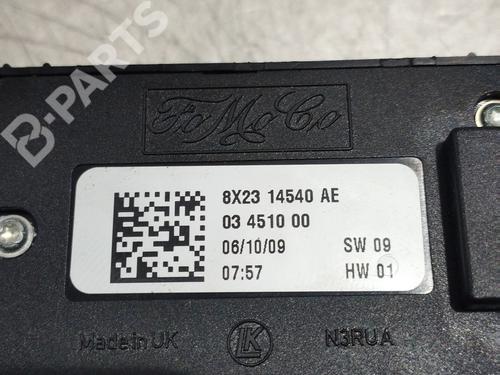 B-PARTS
B-PARTS
FoMoCo
8X23 14540 AE
03 4510 00
06/10/09 SW 09
07:57 HW 01
Made in UK LK N3RUA